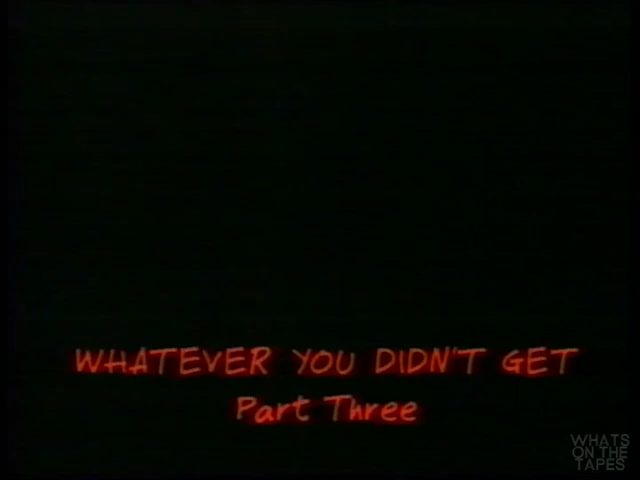 WHATEVER YOU DIDN'T GET
Part Three
WHATS
ON THE
TAPES